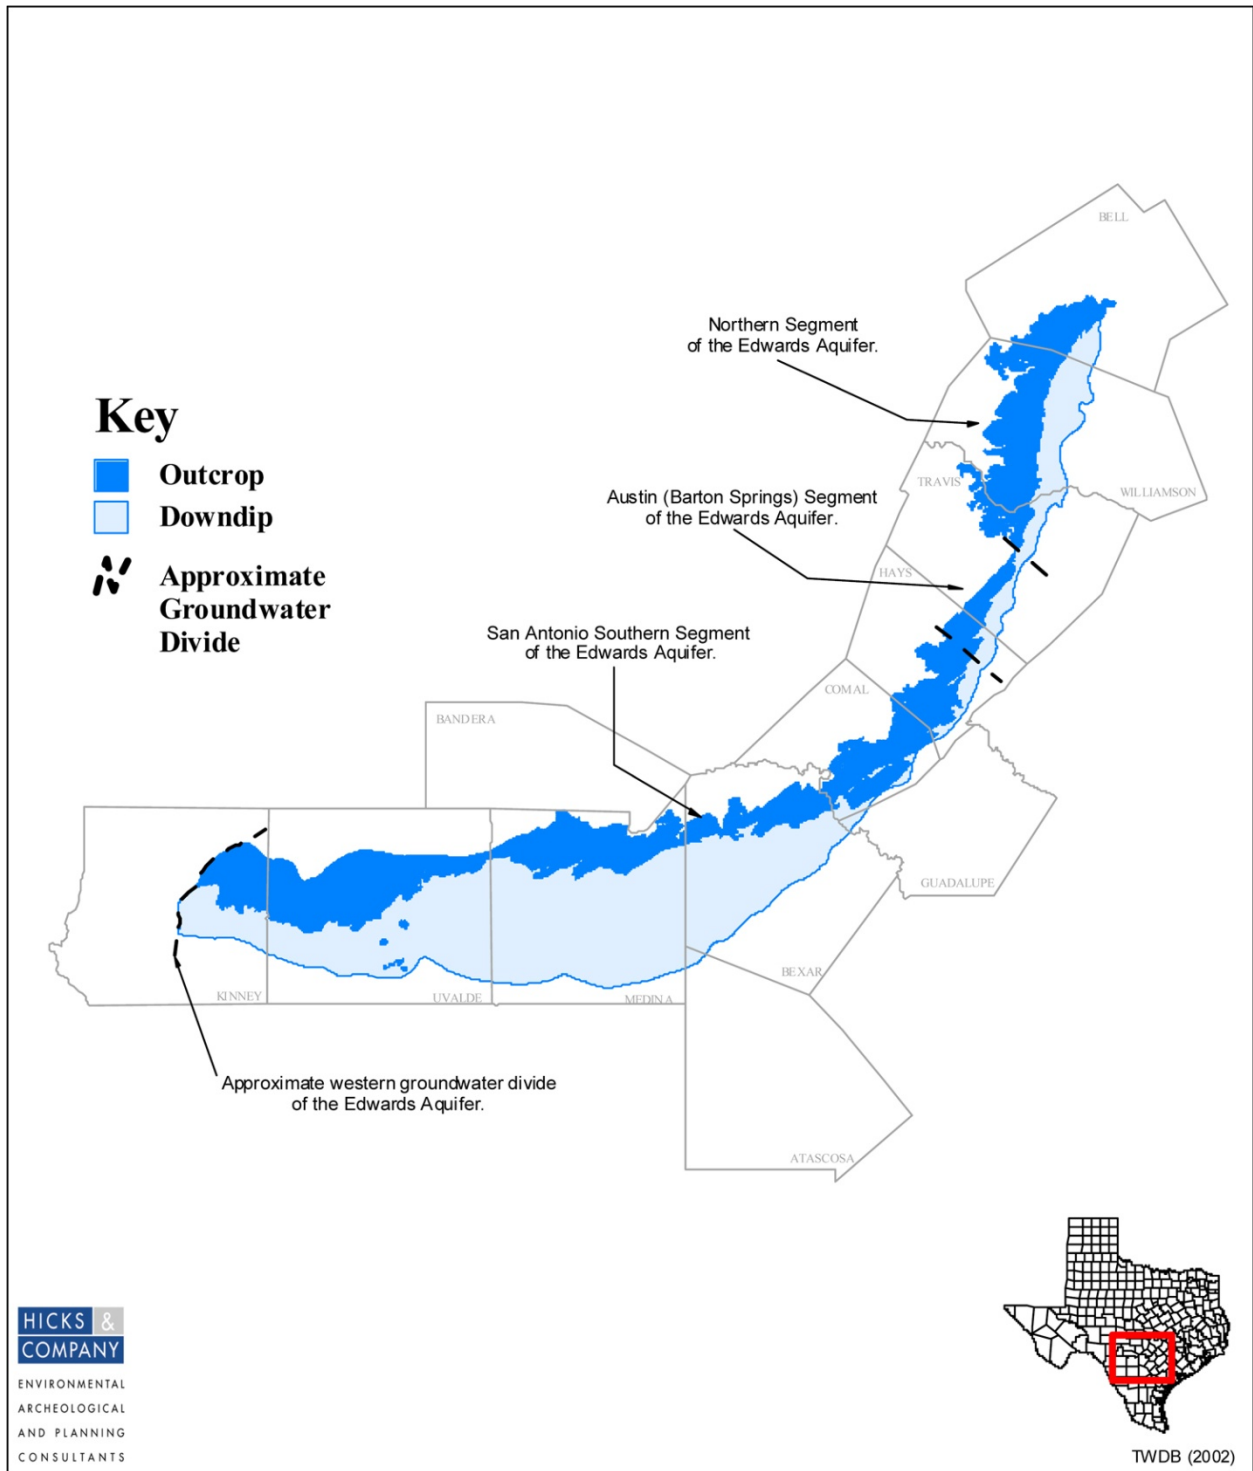 BELL
Northern Segment
of the Edwards Aquifer.
Key
Outcrop
Downdip
Approximate
Groundwater
Divide
TRAVIS
WILLIAMSON
Austin (Barton Springs) Segment
of the Edwards Aquifer.
HAYS
San Antonio Southern Segment
of the Edwards Aquifer.
COMAL
BANDERA
GUADALUPE
BEXAR
KINNEY
UVALDE
MEDINA
Approximate western groundwater divide
of the Edwards Aquifer.
ATASCOSA
HICKS &
COMPANY
ENVIRONMENTAL
ARCHEOLOGICAL
AND PLANNING
CONSULTANTS
TWDB (2002)